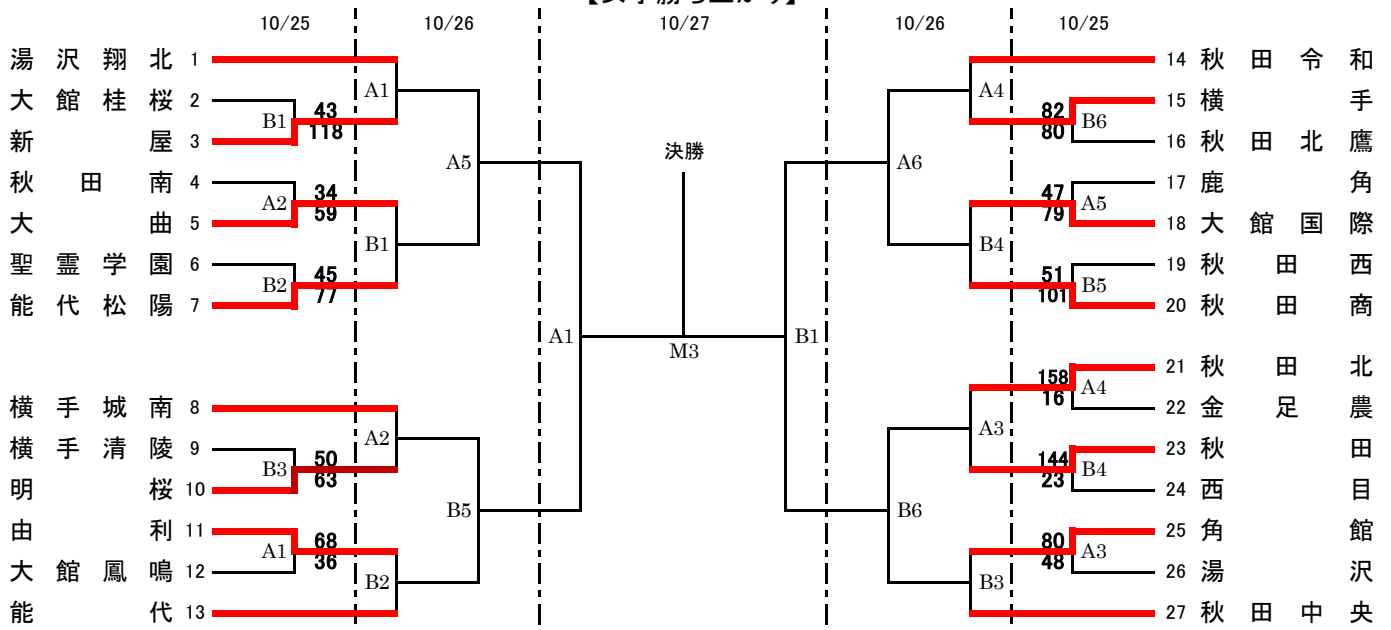 【女子勝ち上がり】
10/25 10/26 10/27 10/26 10/25
湯沢翔北 1
大館桂桜 2
新屋 3
秋田南 4
大曲 5
聖霊学園 6
能代松陽 7
横手城南 8
横手清陵 9
明桜 10
由利 11
大館鳳鳴 12
能代 13
B1 43
118
A2 34
59
B2 45
77
B3 50
63
A1 68
36
A1
B1
A2
B2
A5
B5
A1
決勝
M3
B1
A6
B6
A4
B4
A3
B3
82
80 B6
47
79 A5
51
101 B5
158
16 A4
144
23 B4
80
48 A3
14 秋田令和
15 横手
16 秋田北鷹
17 鹿角
18 大館国際
19 秋田西
20 秋田商
21 秋田北
22 金足農
23 秋田
24 西目
25 角館
26 湯沢
27 秋田中央